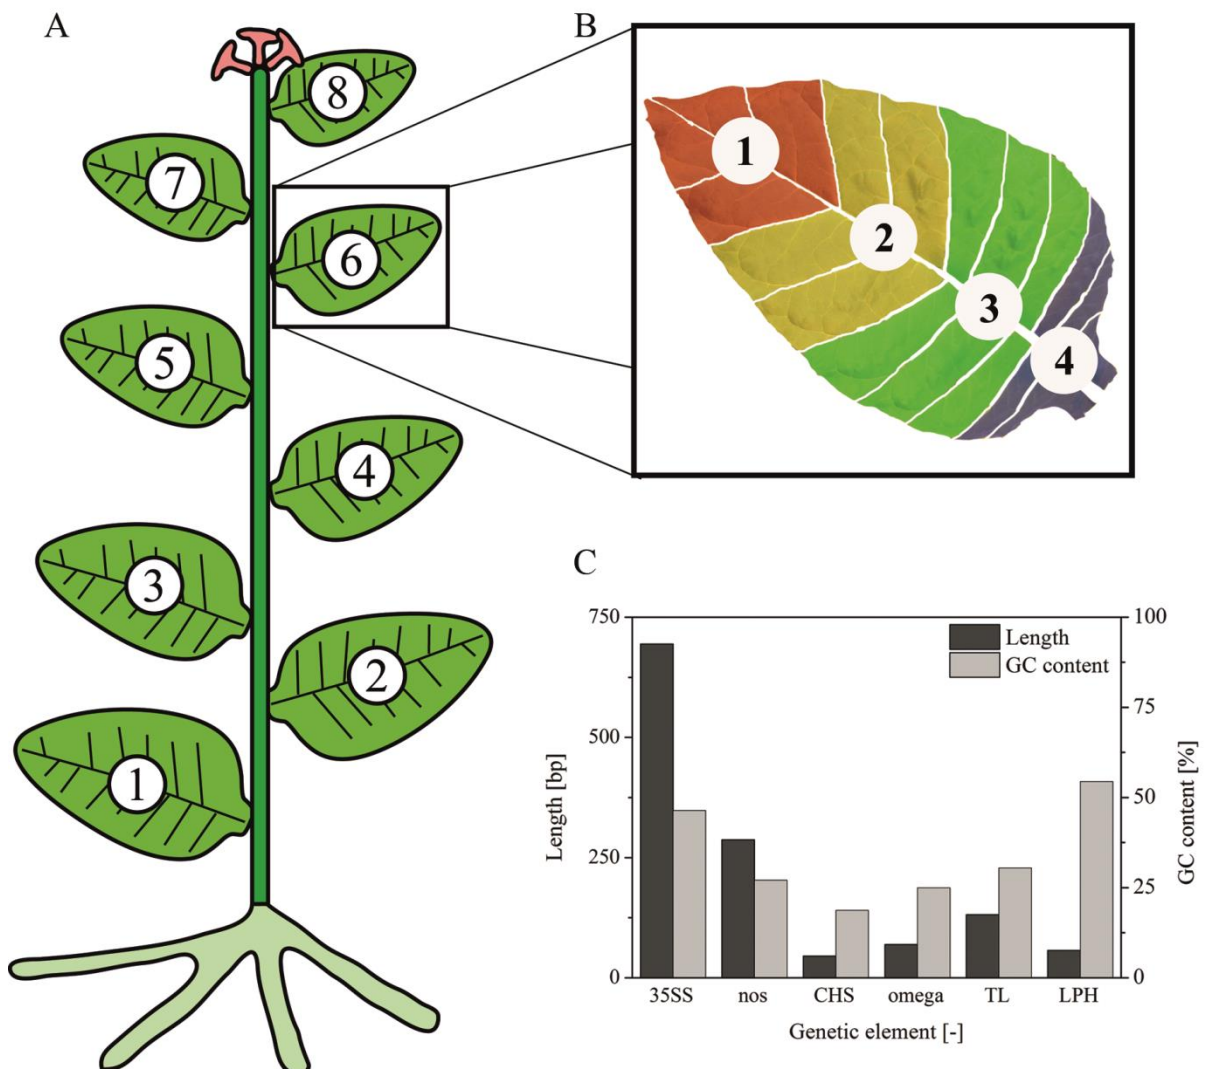 A
8
7
6
5
4
3
2
1
B
1
2
3
4
C
Length
GC content
750
500
250
0
Length [bp]
100
75
50
25
0
GC content [%]
35SS nos CHS omega TL LPH
Genetic element [-]